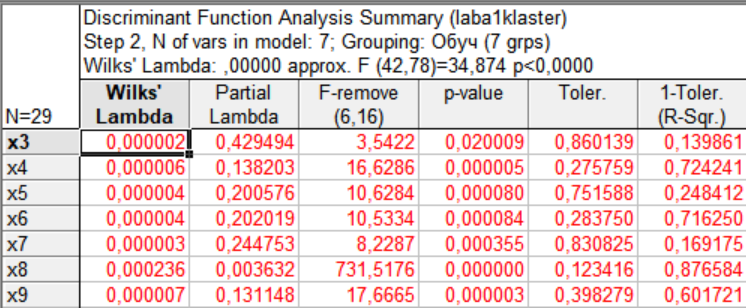 Discriminant Function Analysis Summary (laba1klaster)
Step 2, N of vars in model: 7; Grouping: Обуч (7 grps)
Wilks' Lambda: ,00000 approx. F (42,78)=34,874 p<0,0000
N=29 Wilks' Lambda Partial Lambda F-remove (6,16) p-value Toler. 1-Toler. (R-Sqr.)
x3 0,000002 0,429494 3,5422 0,020009 0,860139 0,139861
x4 0,000006 0,138203 16,6286 0,000005 0,275759 0,724241
x5 0,000004 0,200576 10,6284 0,000080 0,751588 0,248412
x6 0,000004 0,202019 10,5334 0,000084 0,283750 0,716250
x7 0,000003 0,244753 8,2287 0,000355 0,830825 0,169175
x8 0,000236 0,003632 731,5176 0,000000 0,123416 0,876584
x9 0,000007 0,131148 17,6665 0,000003 0,398279 0,601721